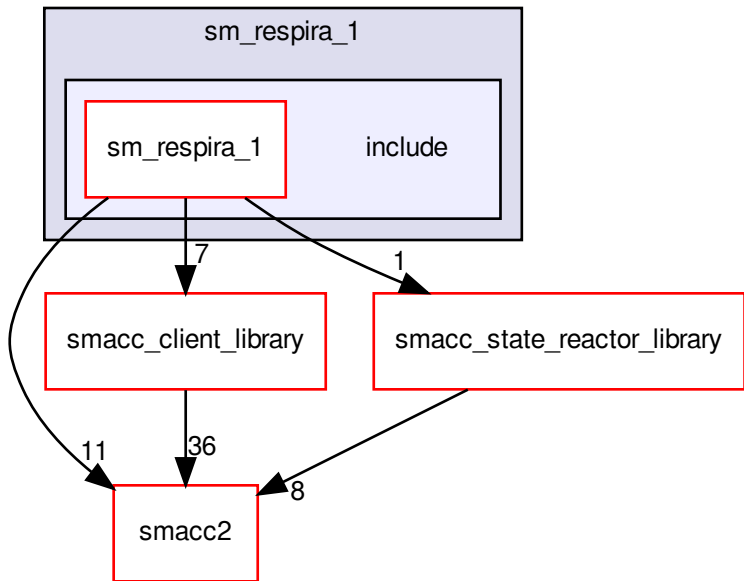 sm_respira_1
sm_respira_1
include
7
1
smacc_client_library
smacc_state_reactor_library
11
36
8
smacc2